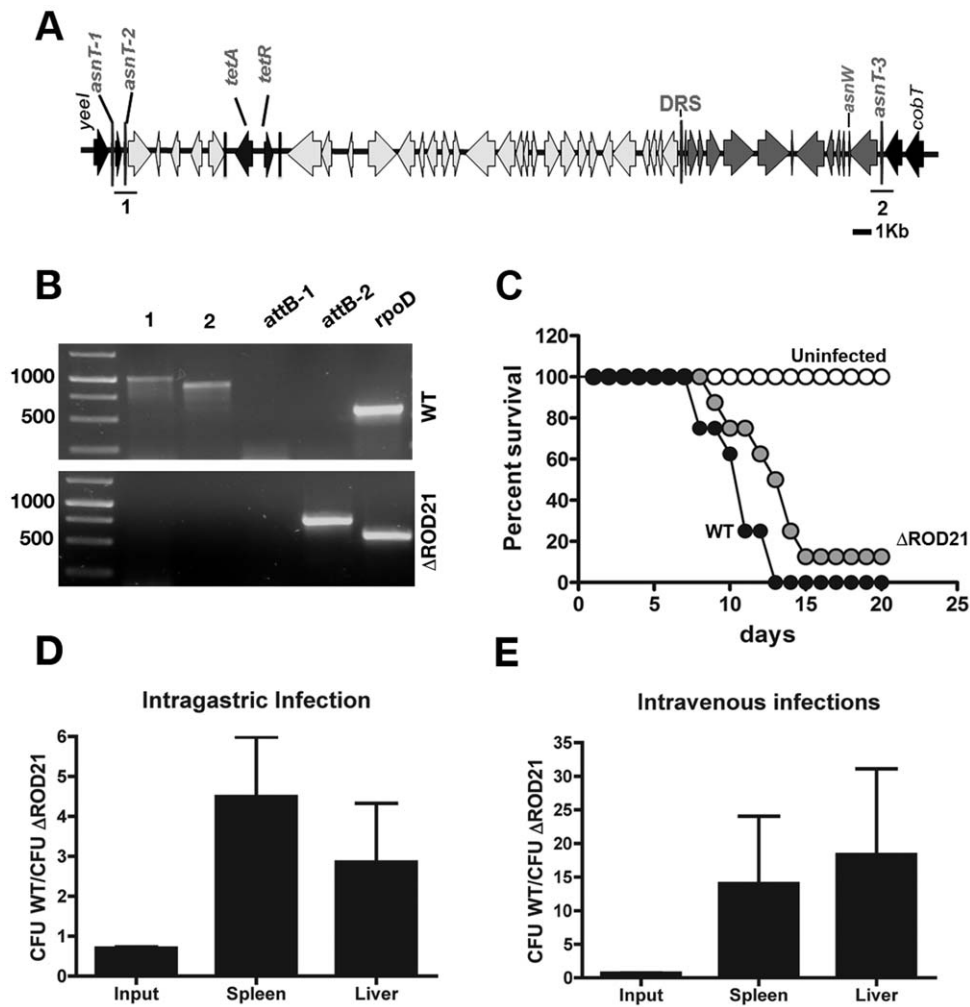 A
yeeI
asnT-1
asnT-2
tetA
tetR
DRS
asnW
asnT-3
cobT
1
2
1Kb
B
1
2
attB-1
attB-2
rpoD
1000
500
WT
1000
500
ΔROD21
C
120
100
80
60
40
20
0
Percent survival
Uninfected
WT
ΔROD21
0
5
10
15
20
25
days
D
Intragastric Infection
CFU WT/CFU ΔROD21
6
5
4
3
2
1
0
Input
Spleen
Liver
E
Intravenous infections
CFU WT/CFU ΔROD21
35
30
25
20
15
10
5
0
Input
Spleen
Liver